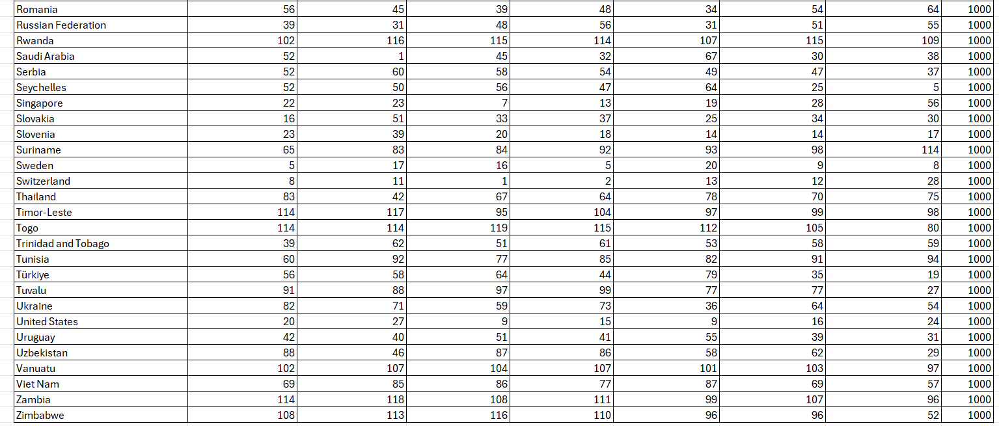 Romania 56 45 39 48 34 54 64 1000
Russian Federation 39 31 48 56 31 51 55 1000
Rwanda 102 116 115 114 107 115 109 1000
Saudi Arabia 52 1 45 32 67 30 38 1000
Serbia 52 60 58 54 49 47 37 1000
Seychelles 52 50 56 47 64 25 5 1000
Singapore 22 23 7 13 19 28 56 1000
Slovakia 16 51 33 37 25 34 30 1000
Slovenia 23 39 20 18 14 14 17 1000
Suriname 65 83 84 92 93 98 114 1000
Sweden 5 17 16 5 20 9 8 1000
Switzerland 8 11 1 2 13 12 28 1000
Thailand 83 42 67 64 78 70 75 1000
Timor-Leste 114 117 95 104 97 99 98 1000
Togo 114 114 119 115 112 105 80 1000
Trinidad and Tobago 39 62 51 61 53 58 59 1000
Tunisia 60 92 77 85 82 91 94 1000
Türkiye 56 58 64 44 79 35 19 1000
Tuvalu 91 88 97 99 77 77 27 1000
Ukraine 82 71 59 73 36 64 54 1000
United States 20 27 9 15 9 16 24 1000
Uruguay 42 40 51 41 55 39 31 1000
Uzbekistan 88 46 87 86 58 62 29 1000
Vanuatu 102 107 104 107 101 103 97 1000
Viet Nam 69 85 86 77 87 69 57 1000
Zambia 114 118 108 111 99 107 96 1000
Zimbabwe 108 113 116 110 96 96 52 1000